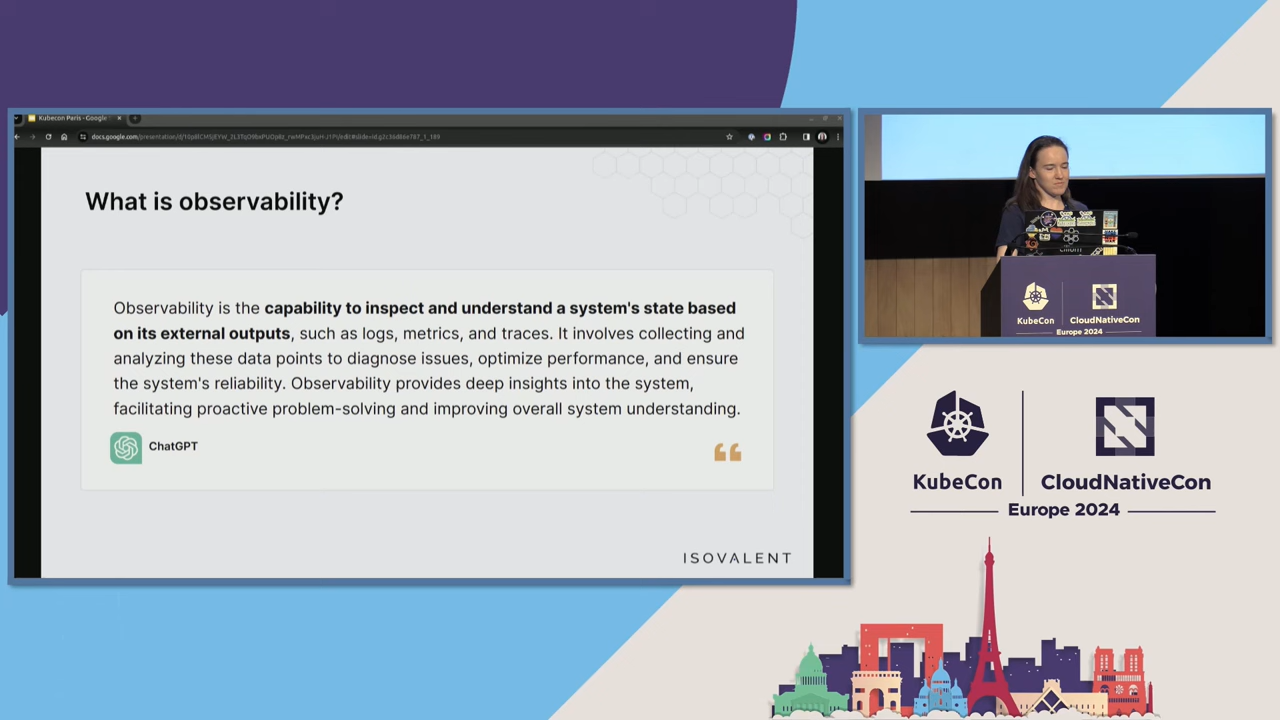 Kubecon Paris - Google
What is observability?
Observability is the capability to inspect and understand a system's state based
on its external outputs, such as logs, metrics, and traces. It involves collecting and
analyzing these data points to diagnose issues, optimize performance, and ensure
the system's reliability. Observability provides deep insights into the system,
facilitating proactive problem-solving and improving overall system understanding.
ChatGPT
ISOVALENT
KubeCon
CloudNativeCon
Europe 2024
KubeCon
CloudNativeCon
Europe 2024